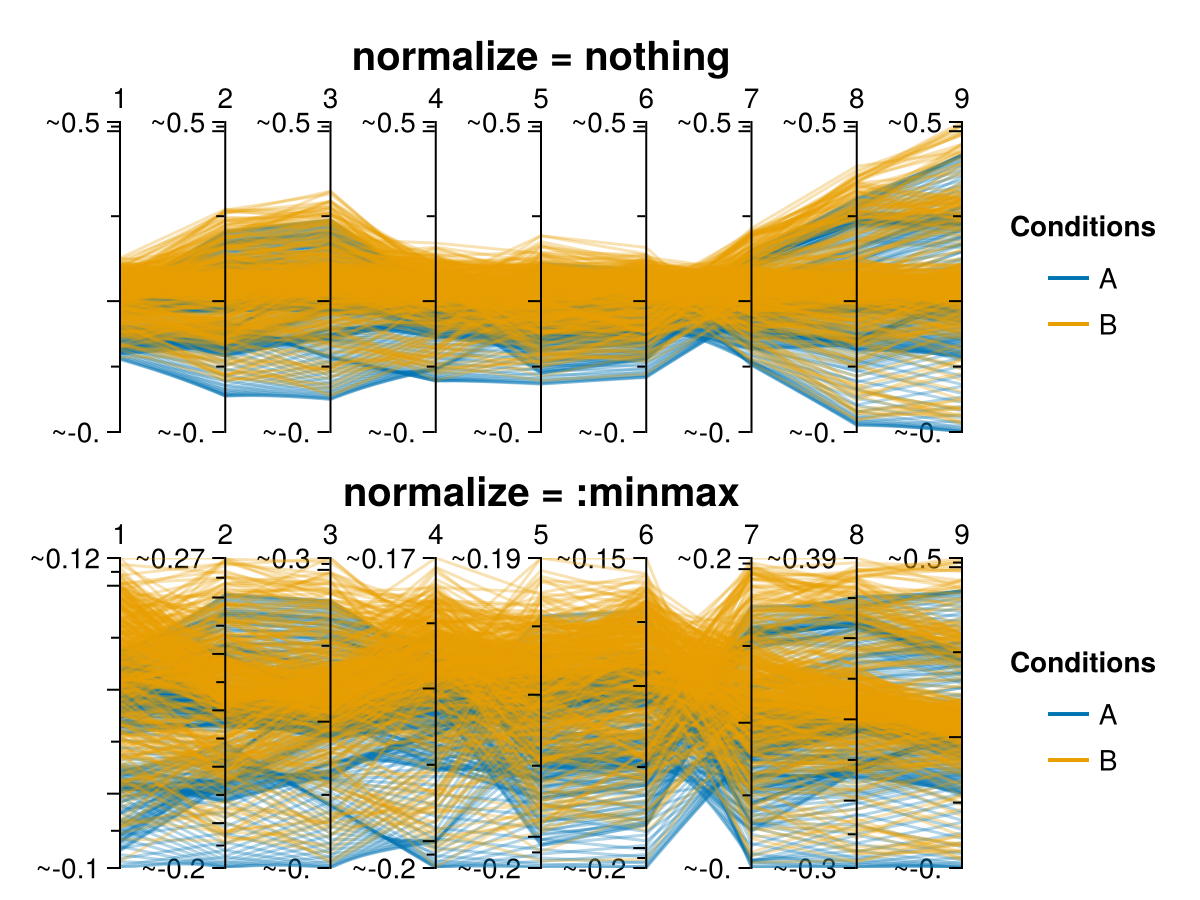 normalize = nothing
1 2 3 4 5 6 7 8 9
~0.5 ~0.5 ~0.5 ~0.5 ~0.5 ~0.5 ~0.5 ~0.5 ~0.5
Conditions
A
B
~-0. ~-0. ~-0. ~-0. ~-0. ~-0. ~-0. ~-0. ~-0.
normalize = :minmax
1 2 3 4 5 6 7 8 9
~0.12 ~0.27 ~0.3 ~0.17 ~0.19 ~0.15 ~0.2 ~0.39 ~0.5
Conditions
A
B
~-0.1 ~-0.2 ~-0. ~-0.2 ~-0.2 ~-0.2 ~-0. ~-0.3 ~-0.